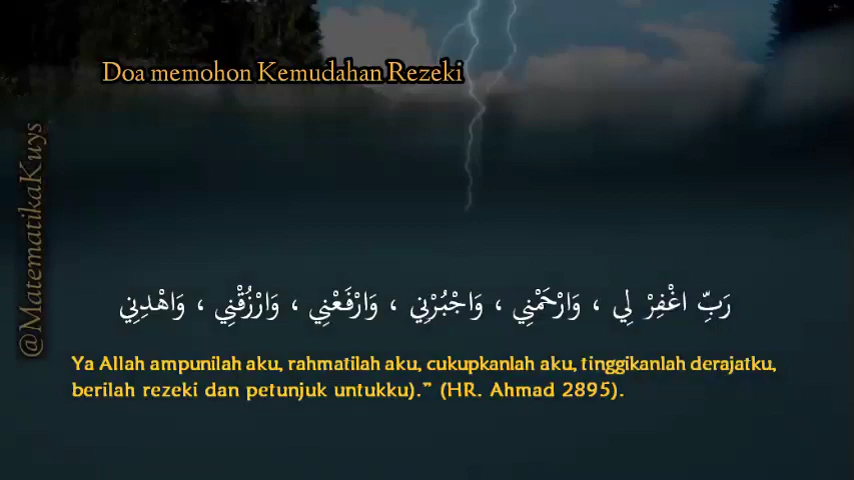 Doa memohon Kemudahan Rezeki
@MatematikaKuys
رَبِّ اغْفِرْ لِي ، وَارْحَمْنِي ، وَاجْبُرْنِي ، وَارْفَعْنِي ، وَارْزُقْنِي ، وَاهْدِنِي
Ya Allah ampunilah aku, rahmatilah aku, cukupkanlah aku, tinggikanlah derajatku,
berilah rezeki dan petunjuk untukku).” (HR. Ahmad 2895).